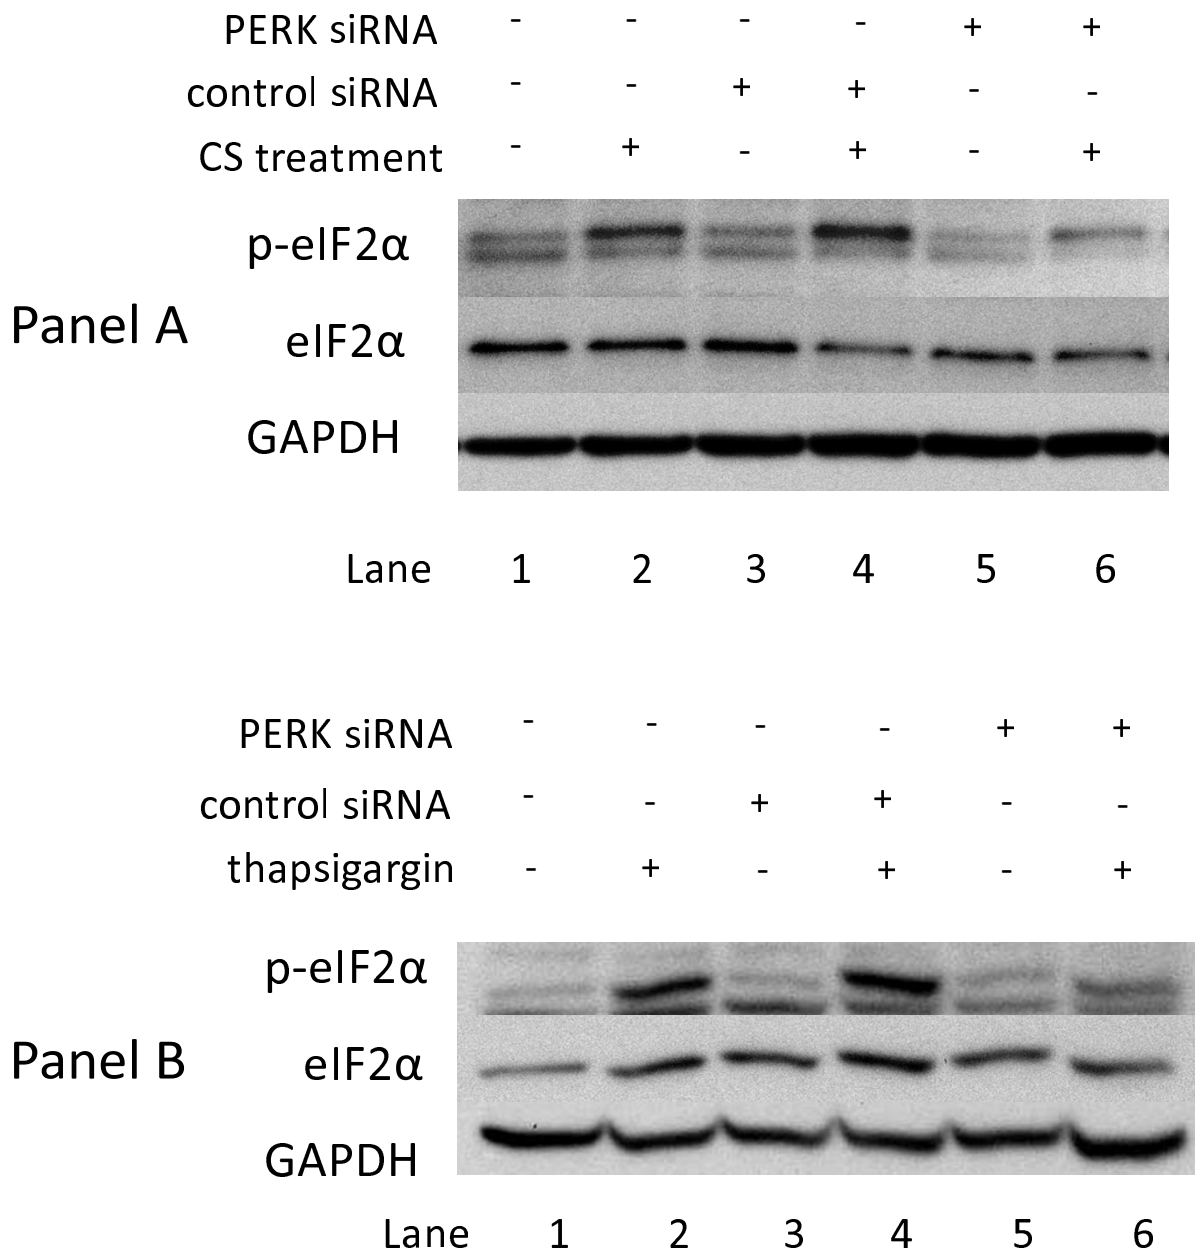 PERK siRNA - - - - + +
control siRNA - - + + - -
CS treatment - + - + - +
p-eIF2α
Panel A
eIF2α
GAPDH
Lane 1 2 3 4 5 6
PERK siRNA - - - - + +
control siRNA - - + + - -
thapsigargin - + - + - +
p-eIF2α
Panel B
eIF2α
GAPDH
Lane 1 2 3 4 5 6